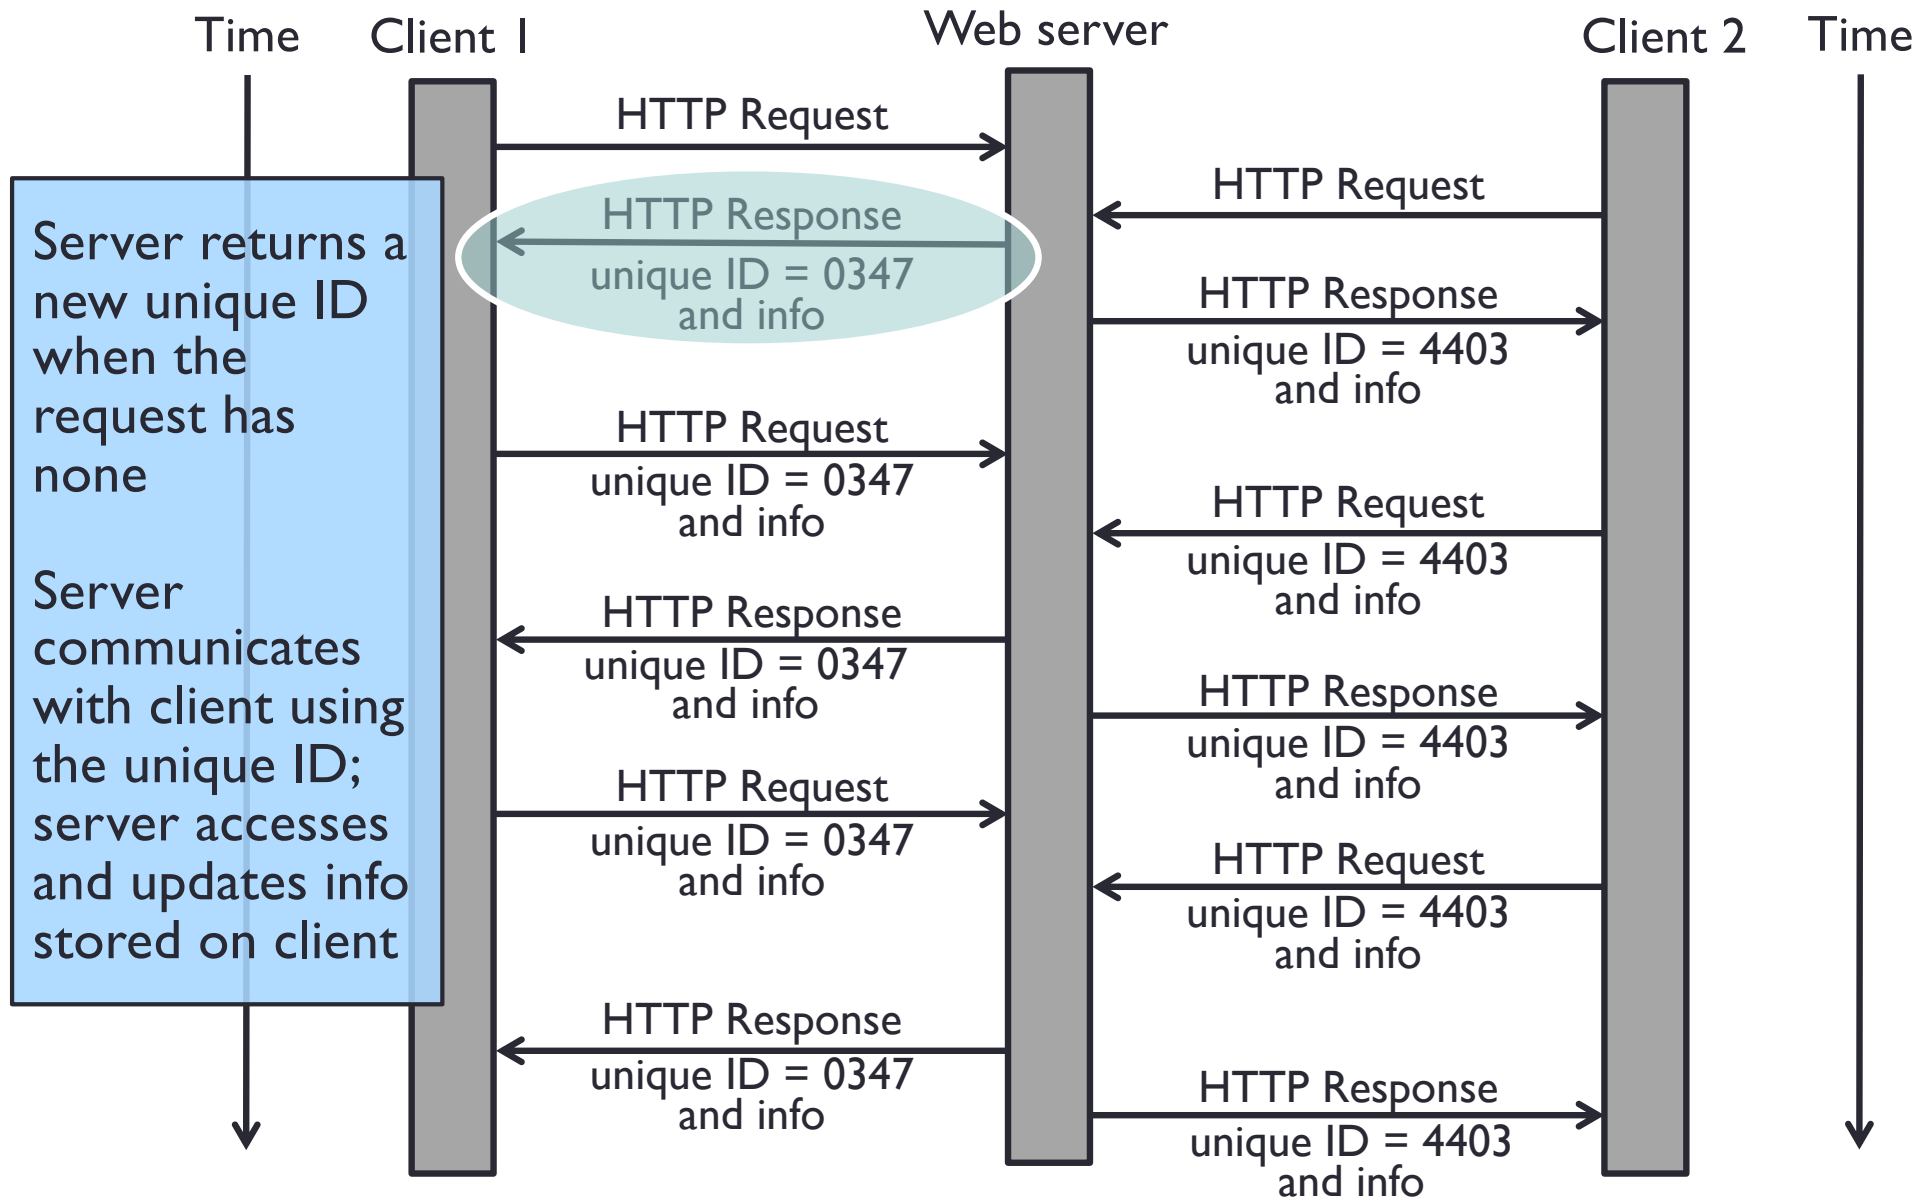 Time
Client 1
Web server
Client 2
Time
Server returns a
new unique ID
when the
request has
none
Server
communicates
with client using
the unique ID;
server accesses
and updates info
stored on client
HTTP Request
HTTP Response
unique ID = 0347
and info
HTTP Request
unique ID = 0347
and info
HTTP Response
unique ID = 0347
and info
HTTP Request
unique ID = 0347
and info
HTTP Response
unique ID = 0347
and info
HTTP Request
HTTP Response
unique ID = 4403
and info
HTTP Request
unique ID = 4403
and info
HTTP Response
unique ID = 4403
and info
HTTP Request
unique ID = 4403
and info
HTTP Response
unique ID = 4403
and info